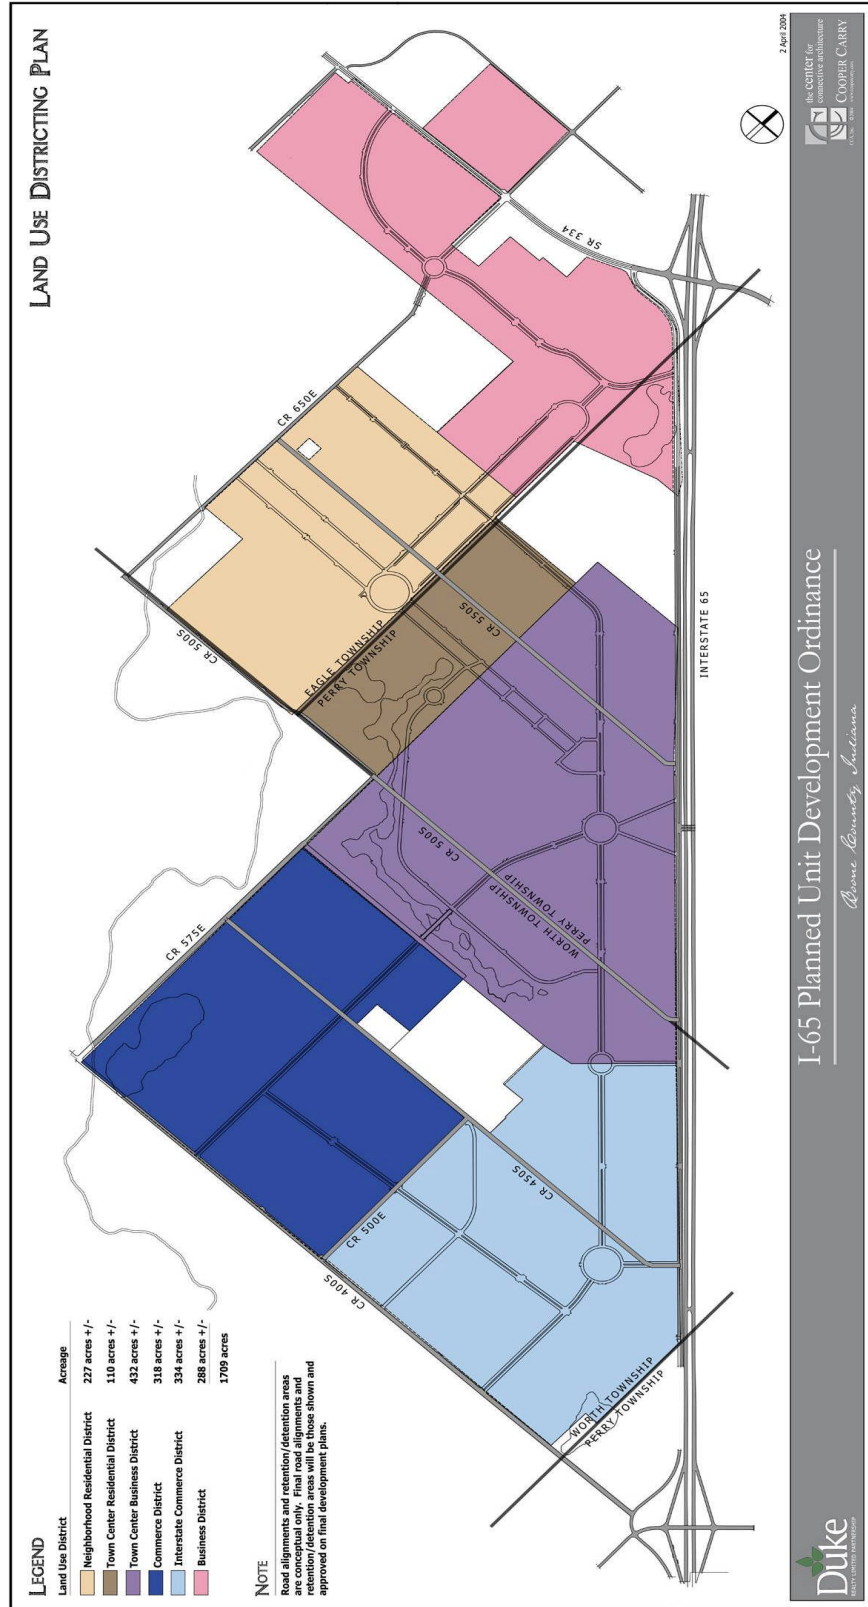 LAND USE DISTRICTING PLAN
LEGEND
Land Use District Acreage
Neighborhood Residential District 227 acres +/-
Town Center Residential District 110 acres +/-
Town Center Business District 432 acres +/-
Commerce District 318 acres +/-
Interstate Commerce District 334 acres +/-
Business District 288 acres +/-
1709 acres
NOTE
Road alignments and retention/detention areas
are conceptual only. Final road alignments and
retention/detention areas will be those shown and
approved on final development plans.
CR 400S
CR 500E
CR 450S
CR 575E
WORTH TOWNSHIP
PERRY TOWNSHIP
CR 500S
WORTH TOWNSHIP
PERRY TOWNSHIP
CR 500S
EAGLE TOWNSHIP
PERRY TOWNSHIP
CR 550S
CR 650E
SR 334
INTERSTATE 65
2 April 2004
Duke
REALTY LIMITED PARTNERSHIP
I-65 Planned Unit Development Ordinance
Boone County, Indiana
the center for
connective architecture
COOPER CARRY